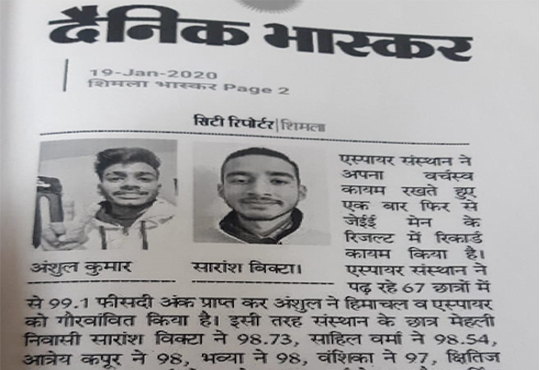 दैनिक भास्कर
19-Jan-2020
शिमला भास्कर Page 2
सिटी रिपोर्टर|शिमला
एस्पायर संस्थान ने
अपना वर्चस्व
कायम रखते हुए
एक बार फिर से
जेईई मेन के
रिजल्ट में रिकार्ड
कायम किया है।
अंशुल कुमार
सारांश बिक्टा।
एस्पायर संस्थान ने
पढ़ रहे 67 छात्रों में
से 99.1 फीसदी अंक प्राप्त कर अंशुल ने हिमाचल व एस्पायर
को गौरवांवित किया है। इसी तरह संस्थान के छात्र मेहली
निवासी सारांश विक्टा ने 98.73, साहिल वर्मा ने 98.54,
आत्रेय कपूर ने 98, भव्या ने 98, वंशिका ने 97, क्षितिज